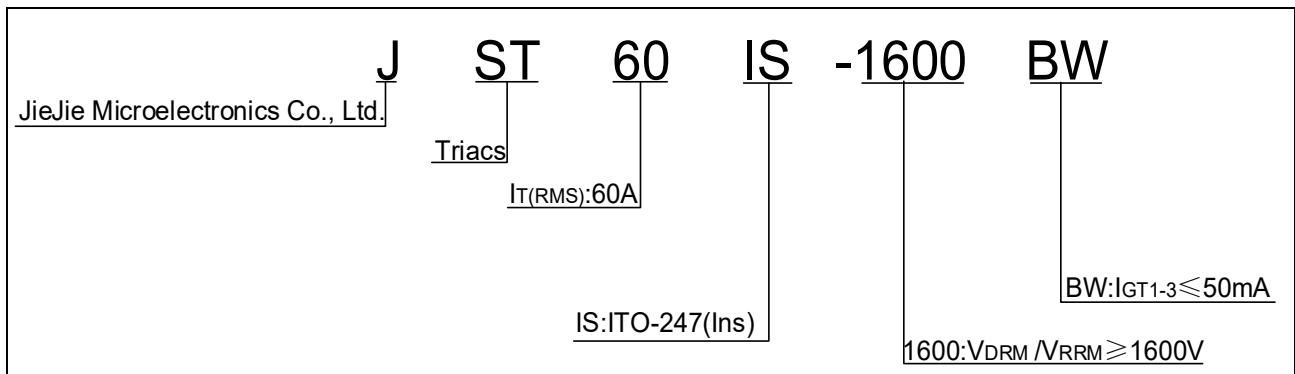 J ST 60 IS -1600 BW
JieJie Microelectronics Co., Ltd.
Triacs
IT(RMS):60A
BW:IGT1-3≤50mA
IS:ITO-247(Ins)
1600:VDRM /VRRM≥1600V